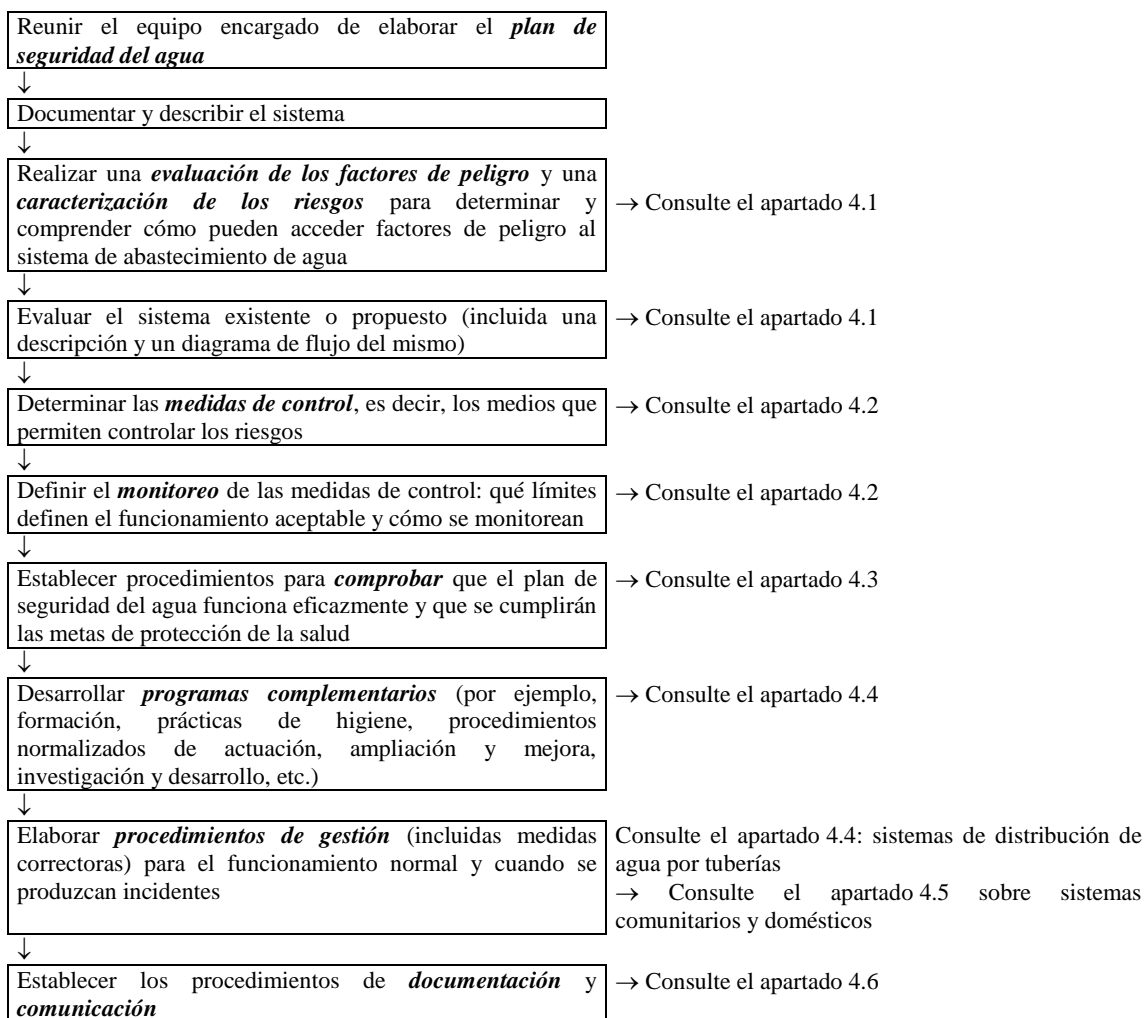 Reunir el equipo encargado de elaborar el plan de
seguridad del agua
↓
Documentar y describir el sistema
↓
Realizar una evaluación de los factores de peligro y una
caracterización de los riesgos para determinar y
comprender cómo pueden acceder factores de peligro al
sistema de abastecimiento de agua
→ Consulte el apartado 4.1
↓
Evaluar el sistema existente o propuesto (incluida una
descripción y un diagrama de flujo del mismo)
→ Consulte el apartado 4.1
↓
Determinar las medidas de control, es decir, los medios que
permiten controlar los riesgos
→ Consulte el apartado 4.2
↓
Definir el monitoreo de las medidas de control: qué límites
definen el funcionamiento aceptable y cómo se monitorean
→ Consulte el apartado 4.2
↓
Establecer procedimientos para comprobar que el plan de
seguridad del agua funciona eficazmente y que se cumplirán
las metas de protección de la salud
→ Consulte el apartado 4.3
↓
Desarrollar programas complementarios (por ejemplo,
formación, prácticas de higiene, procedimientos
normalizados de actuación, ampliación y mejora,
investigación y desarrollo, etc.)
→ Consulte el apartado 4.4
↓
Elaborar procedimientos de gestión (incluidas medidas
correctoras) para el funcionamiento normal y cuando se
produzcan incidentes
Consulte el apartado 4.4: sistemas de distribución de
agua por tuberías
→ Consulte el apartado 4.5 sobre sistemas
comunitarios y domésticos
↓
Establecer los procedimientos de documentación y
comunicación
→ Consulte el apartado 4.6